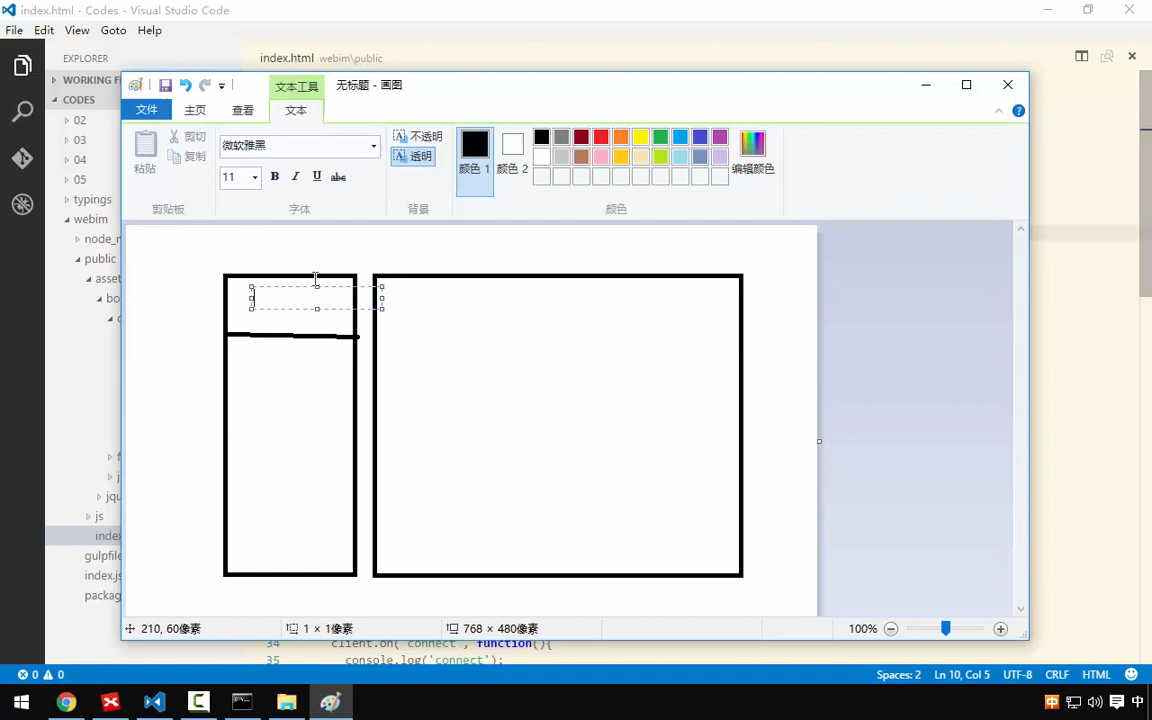 index.html - Codes - Visual Studio Code
File Edit View Goto Help
EXPLORER
index.html webim\public
WORKING FI
CODES
02
03
04
05
typings
webim
node_r
public
asset
bo
c
f
j
jqu
js
index
gulpfile
index.js
packag
文本工具
无标题 - 画图
文件 主页 查看 文本
粘贴
剪切
复制
剪贴板
微软雅黑
11 B I U abc
字体
不透明
透明
背景
颜色 1
颜色 2
编辑颜色
颜色
210, 60像素
1 × 1像素
768 × 480像素
100%
34 client.on('connect', function(){
35 console.log('connect');
0 0
Spaces: 2 Ln 10, Col 5 UTF-8 CRLF HTML
中 中